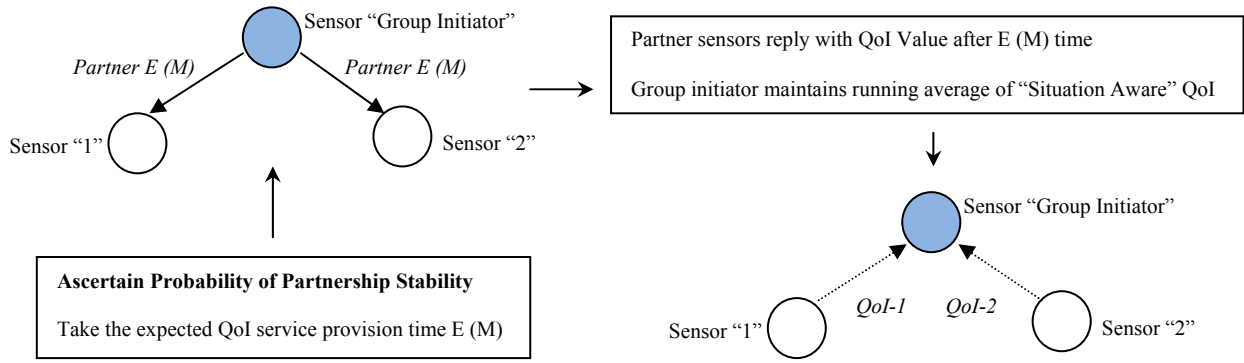 Sensor “Group Initiator”
Partner E (M)
Partner E (M)
Sensor “1”
Sensor “2”
Ascertain Probability of Partnership Stability
Take the expected QoI service provision time E (M)
Partner sensors reply with QoI Value after E (M) time
Group initiator maintains running average of “Situation Aware” QoI
Sensor “Group Initiator”
QoI-1
QoI-2
Sensor “1”
Sensor “2”